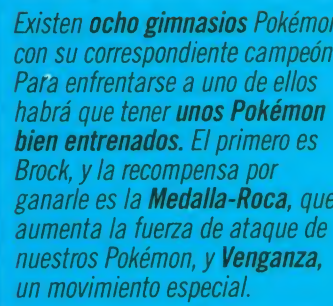 Existen ocho gimnasios Pokémon
con su correspondiente campeón.
Para enfrentarse a uno de ellos
habrá que tener unos Pokémon
bien entrenados. El primero es
Brock, y la recompensa por
ganarle es la Medalla-Roca, que
aumenta la fuerza de ataque de
nuestros Pokémon, y Venganza,
un movimiento especial.